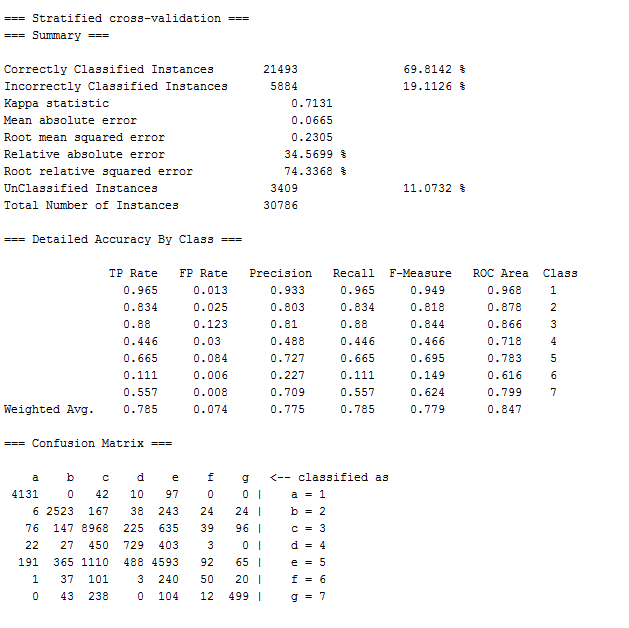 === Stratified cross-validation ===
=== Summary ===
Correctly Classified Instances 21493 69.8142 %
Incorrectly Classified Instances 5884 19.1126 %
Kappa statistic 0.7131
Mean absolute error 0.0665
Root mean squared error 0.2305
Relative absolute error 34.5699 %
Root relative squared error 74.3368 %
UnClassified Instances 3409 11.0732 %
Total Number of Instances 30786
=== Detailed Accuracy By Class ===
TP Rate FP Rate Precision Recall F-Measure ROC Area Class
0.965 0.013 0.933 0.965 0.949 0.968 1
0.834 0.025 0.803 0.834 0.818 0.878 2
0.88 0.123 0.81 0.88 0.844 0.866 3
0.446 0.03 0.488 0.446 0.466 0.718 4
0.665 0.084 0.727 0.665 0.695 0.783 5
0.111 0.006 0.227 0.111 0.149 0.616 6
0.557 0.008 0.709 0.557 0.624 0.799 7
Weighted Avg. 0.785 0.074 0.775 0.785 0.779 0.847
=== Confusion Matrix ===
a b c d e f g <-- classified as
4131 0 42 10 97 0 0 | a = 1
6 2523 167 38 243 24 24 | b = 2
76 147 8968 225 635 39 96 | c = 3
22 27 450 729 403 3 0 | d = 4
191 365 1110 488 4593 92 65 | e = 5
1 37 101 3 240 50 20 | f = 6
0 43 238 0 104 12 499 | g = 7